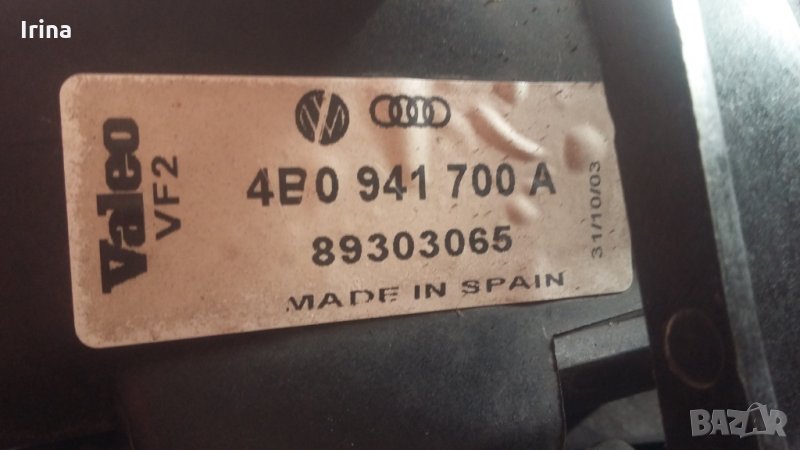 Irina
Valeo
VF2
4B0 941 700 A
89303065
MADE IN SPAIN
31/10/03
BAZAR